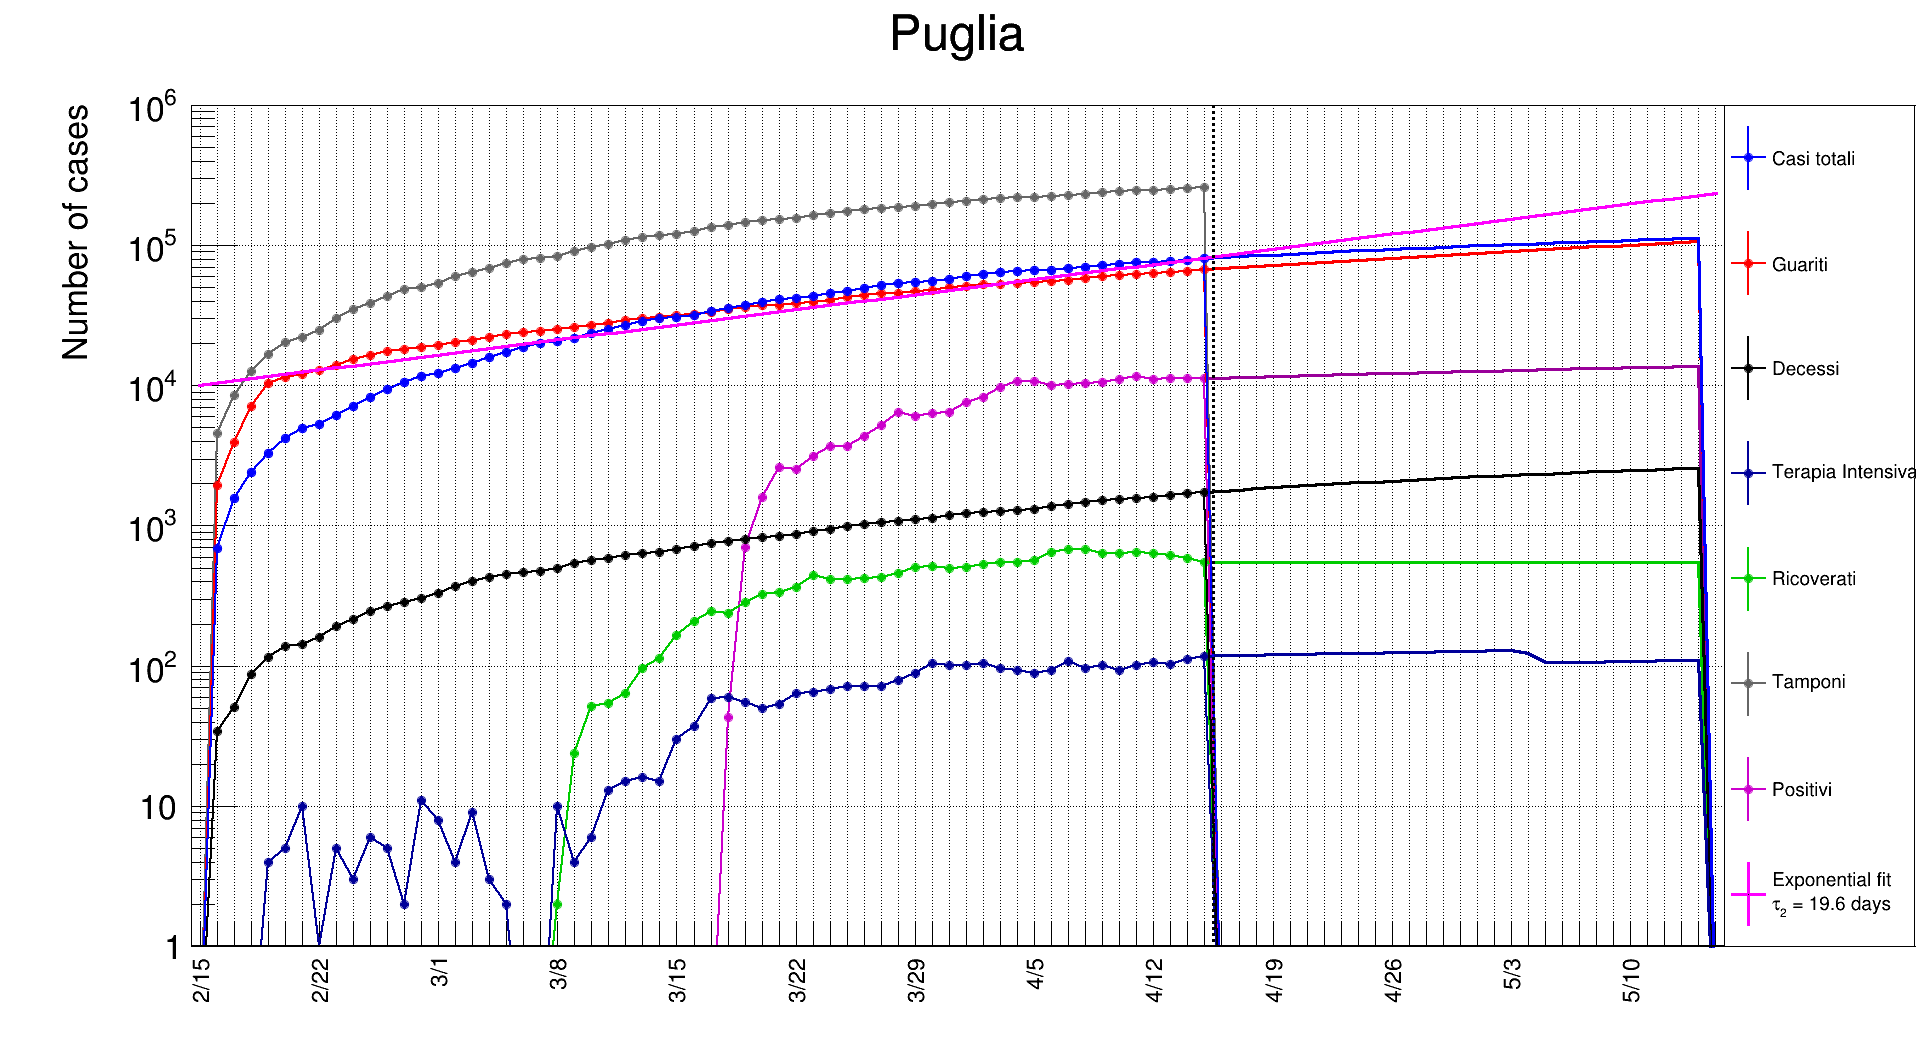 Puglia
Number of cases
10^6
10^5
10^4
10^3
10^2
10
1
2/15
2/22
3/1
3/8
3/15
3/22
3/29
4/5
4/12
4/19
4/26
5/3
5/10
Casi totali
Guariti
Decessi
Terapia Intensiva
Ricoverati
Tamponi
Positivi
Exponential fit
τ₂ = 19.6 days